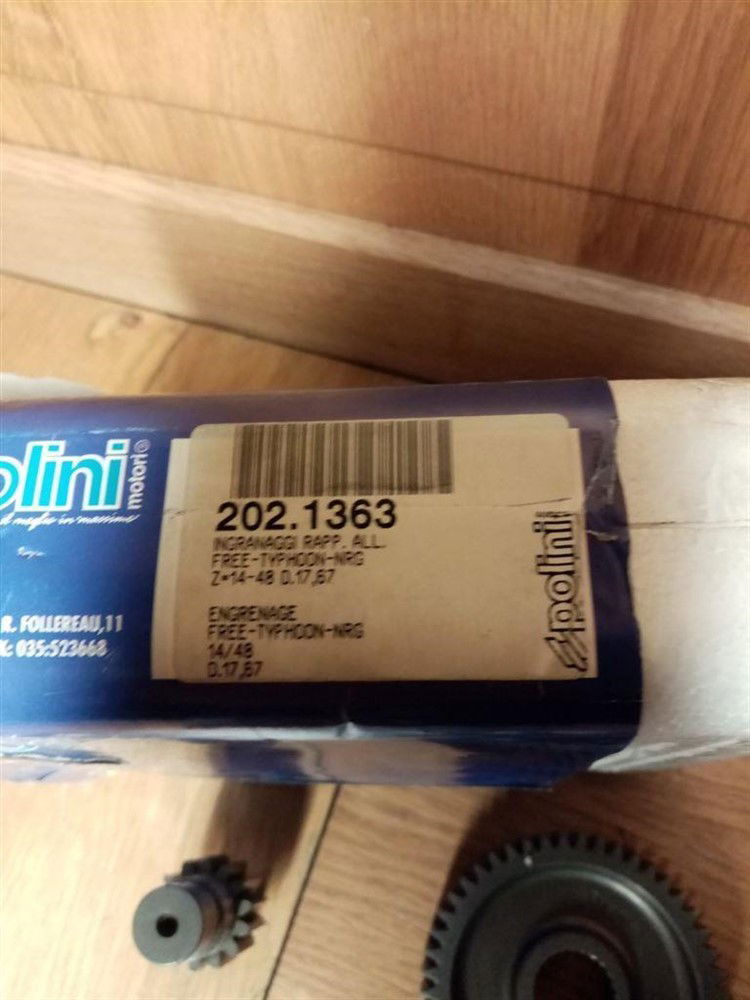 olini
motori®
202.1363
INGRANAGGI RAPP. ALL.
FREE-TYPHOON-NRG
Z=14-48 D.17,67
ENGRENAGE
FREE-TYPHOON-NRG
14/48
D.17,67
polini
R. FOLLEREAU,11
: 035:523668